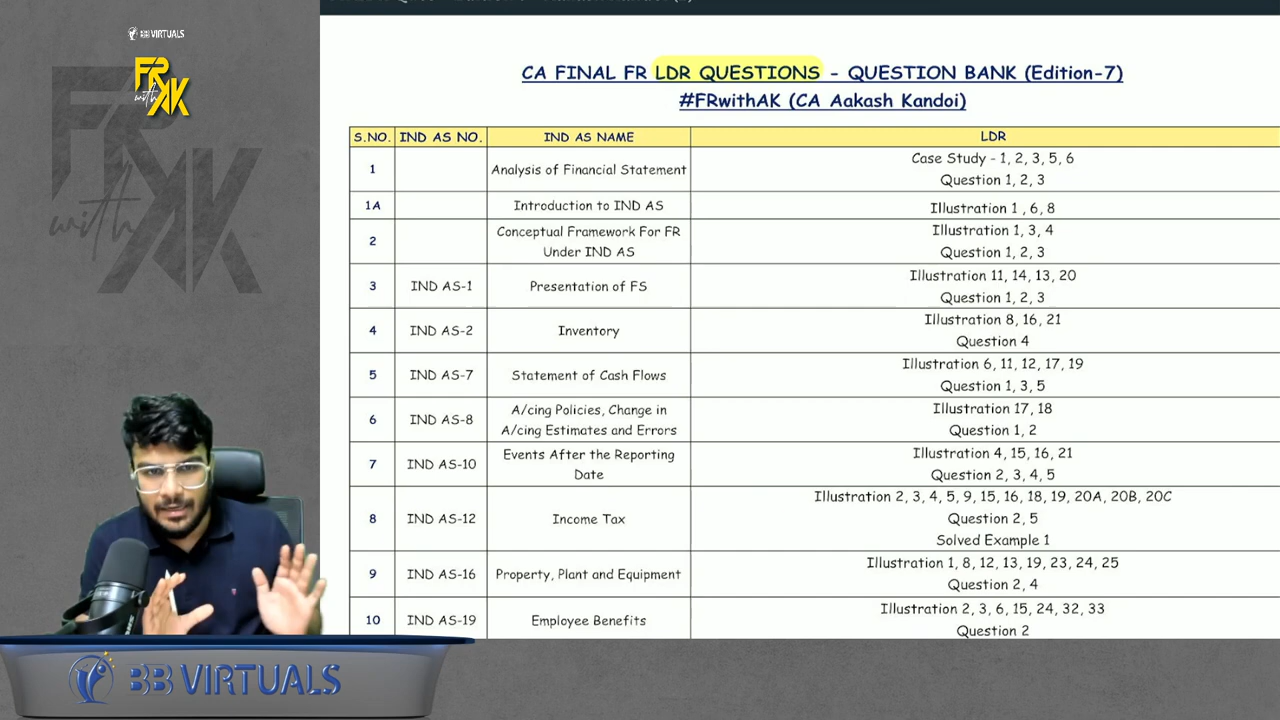 BB VIRTUALS
FR
with
AK
FR
with
AK
CA FINAL FR LDR QUESTIONS - QUESTION BANK (Edition-7)
#FRwithAK (CA Aakash Kandoi)
S.NO. IND AS NO. IND AS NAME LDR
1 Analysis of Financial Statement Case Study - 1, 2, 3, 5, 6
Question 1, 2, 3
1A Introduction to IND AS Illustration 1 , 6, 8
2 Conceptual Framework For FR Under IND AS Illustration 1, 3, 4
Question 1, 2, 3
3 IND AS-1 Presentation of FS Illustration 11, 14, 13, 20
Question 1, 2, 3
4 IND AS-2 Inventory Illustration 8, 16, 21
Question 4
5 IND AS-7 Statement of Cash Flows Illustration 6, 11, 12, 17, 19
Question 1, 3, 5
6 IND AS-8 A/cing Policies, Change in A/cing Estimates and Errors Illustration 17, 18
Question 1, 2
7 IND AS-10 Events After the Reporting Date Illustration 4, 15, 16, 21
Question 2, 3, 4, 5
8 IND AS-12 Income Tax Illustration 2, 3, 4, 5, 9, 15, 16, 18, 19, 20A, 20B, 20C
Question 2, 5
Solved Example 1
9 IND AS-16 Property, Plant and Equipment Illustration 1, 8, 12, 13, 19, 23, 24, 25
Question 2, 4
10 IND AS-19 Employee Benefits Illustration 2, 3, 6, 15, 24, 32, 33
Question 2
BB VIRTUALS